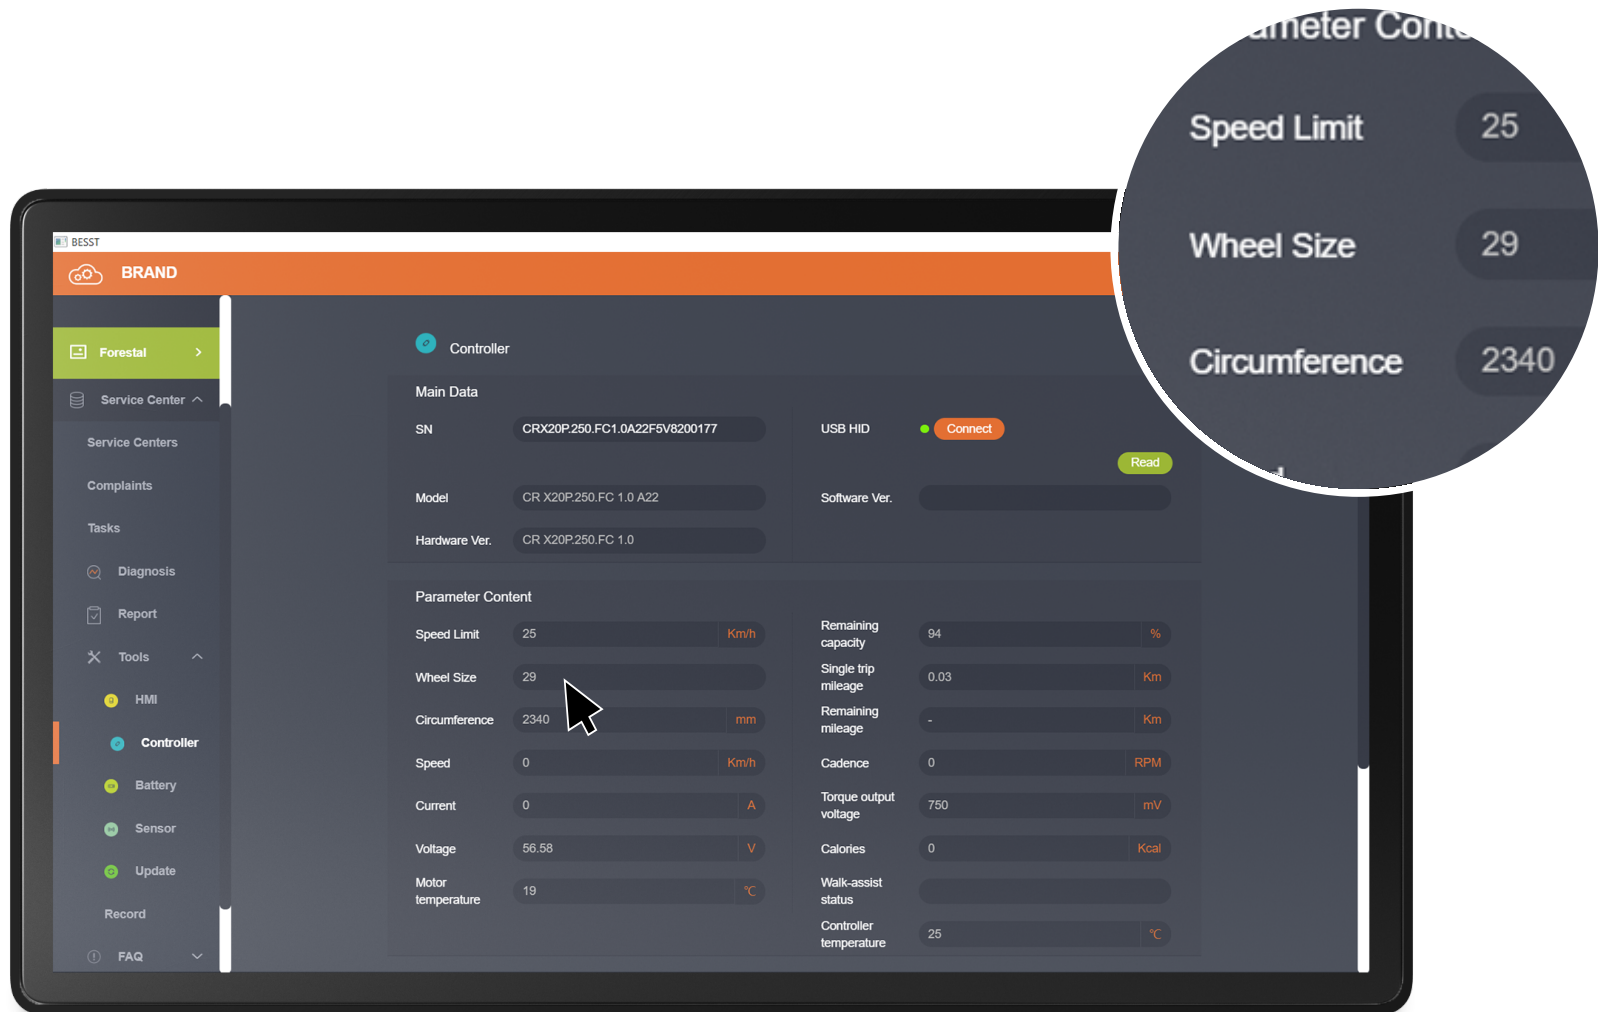 BESST
BRAND
Forestal
Service Center
Service Centers
Complaints
Tasks
Diagnosis
Report
Tools
HMI
Controller
Battery
Sensor
Update
Record
FAQ
Controller
Main Data
SN CRX20P.250.FC1.0A22F5V8200177
USB HID Connect
Read
Model CR X20P.250.FC 1.0 A22
Software Ver.
Hardware Ver. CR X20P.250.FC 1.0
Parameter Content
Speed Limit 25 Km/h
Wheel Size 29
Circumference 2340 mm
Speed 0 Km/h
Current 0 A
Voltage 56.58 V
Motor
temperature 19 °C
Remaining
capacity 94 %
Single trip
mileage 0.03 Km
Remaining
mileage - Km
Cadence 0 RPM
Torque output
voltage 750 mV
Calories 0 Kcal
Walk-assist
status
Controller
temperature 25 °C
Speed Limit 25
Wheel Size 29
Circumference 2340